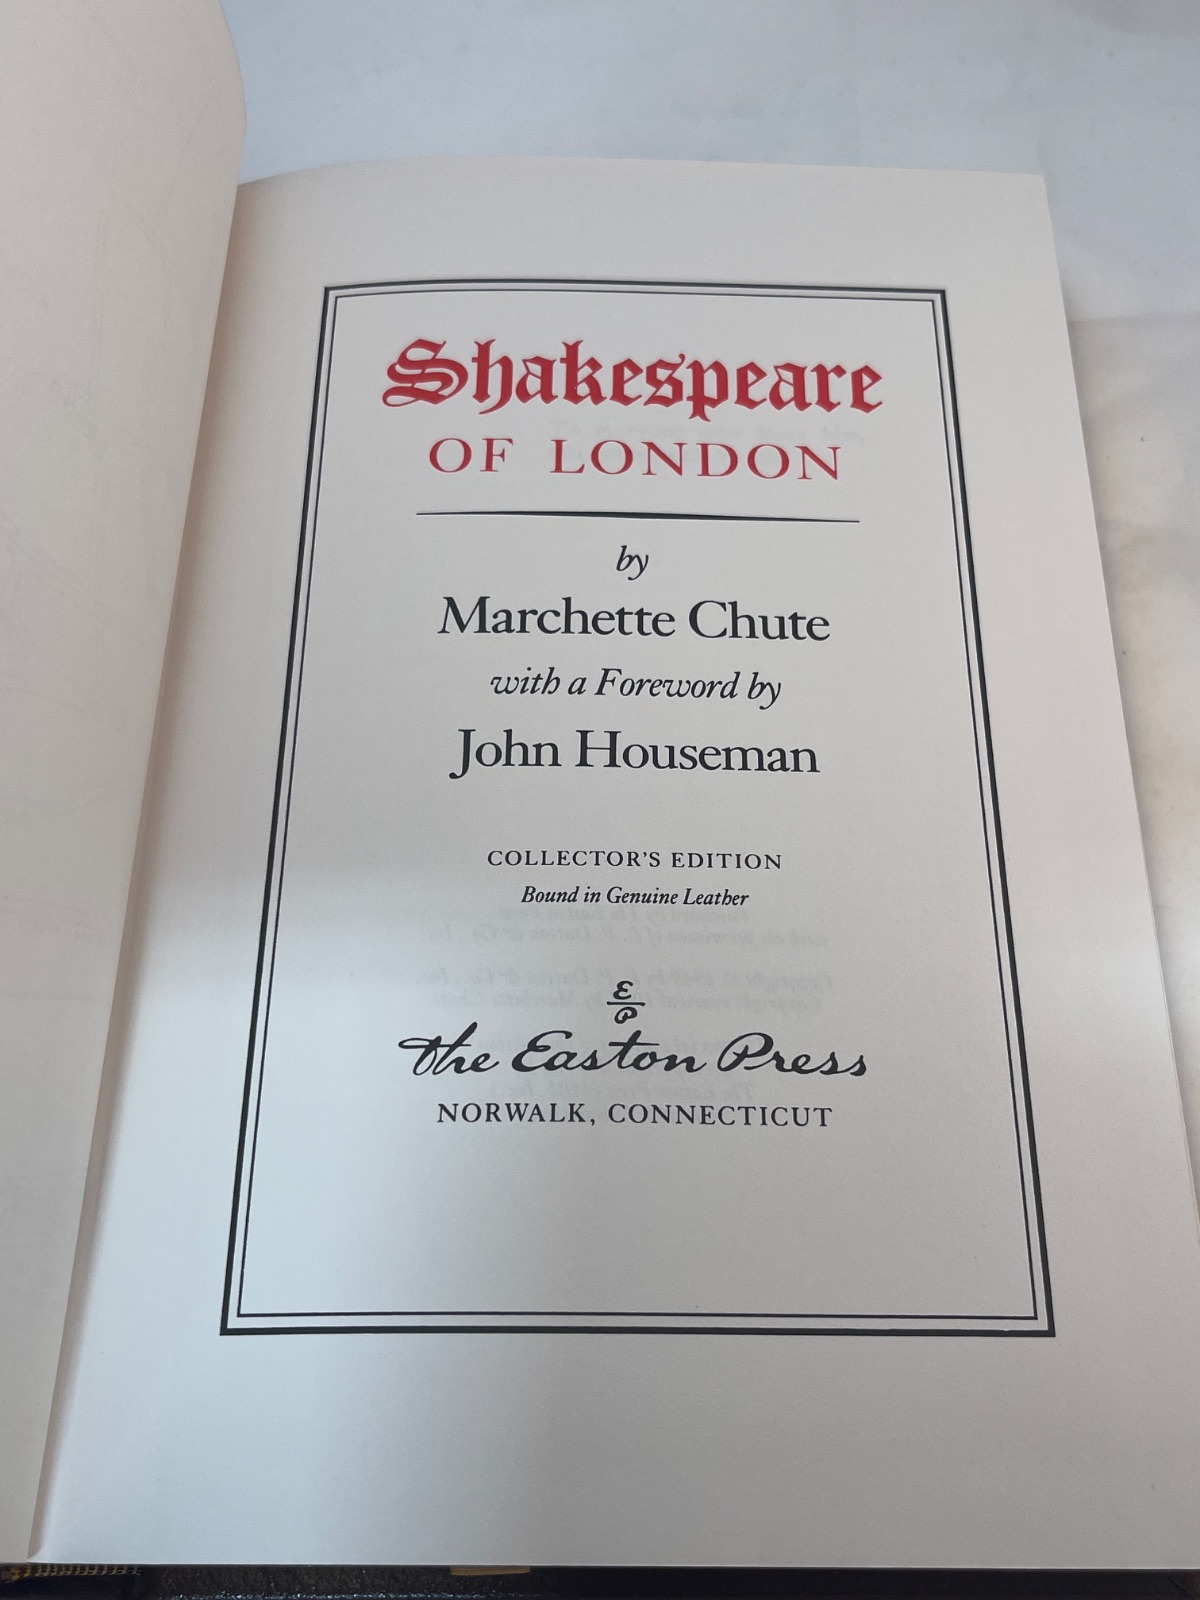 Shakespeare
OF LONDON
by
Marchette Chute
with a Foreword by
John Houseman
COLLECTOR'S EDITION
Bound in Genuine Leather
E
P
The Easton Press
NORWALK, CONNECTICUT